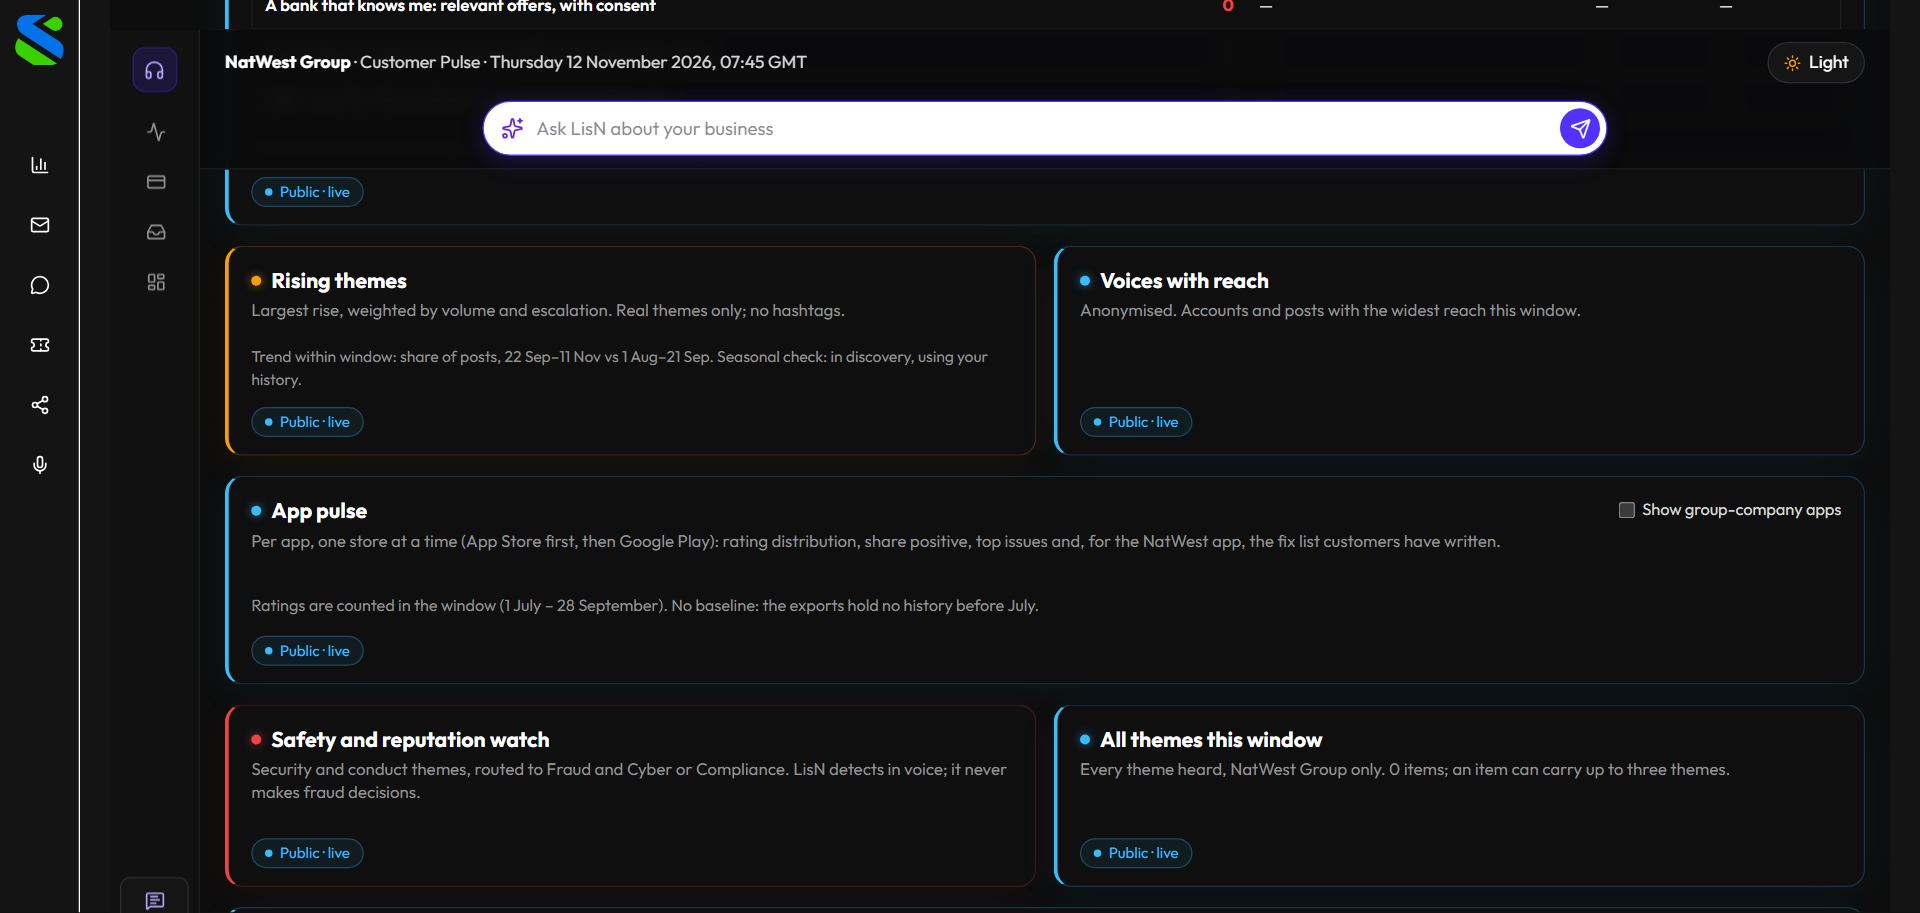 A bank that knows me: relevant offers, with consent 0 — — —
NatWest Group · Customer Pulse · Thursday 12 November 2026, 07:45 GMT
Light
Ask LisN about your business
Public · live
Rising themes
Largest rise, weighted by volume and escalation. Real themes only; no hashtags.
Trend within window: share of posts, 22 Sep–11 Nov vs 1 Aug–21 Sep. Seasonal check: in discovery, using your
history.
Public · live
Voices with reach
Anonymised. Accounts and posts with the widest reach this window.
Public · live
App pulse
Show group-company apps
Per app, one store at a time (App Store first, then Google Play): rating distribution, share positive, top issues and, for the NatWest app, the fix list customers have written.
Ratings are counted in the window (1 July – 28 September). No baseline: the exports hold no history before July.
Public · live
Safety and reputation watch
Security and conduct themes, routed to Fraud and Cyber or Compliance. LisN detects in voice; it never
makes fraud decisions.
Public · live
All themes this window
Every theme heard, NatWest Group only. 0 items; an item can carry up to three themes.
Public · live